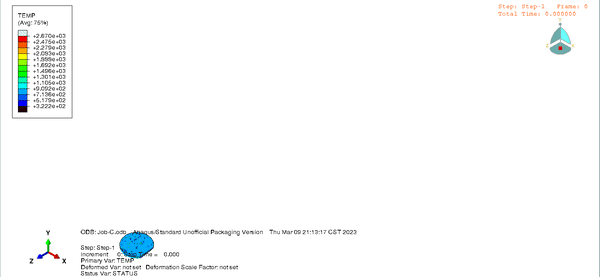 Step: Step-1 Frame: 0
Total Time: 0.000000
TEMP
(Avg: 75%)
+2.670e+03
+2.475e+03
+2.279e+03
+2.083e+03
+1.888e+03
+1.692e+03
+1.496e+03
+1.301e+03
+1.105e+03
+9.092e+02
+7.136e+02
+5.179e+02
+3.222e+02
Y
Z X
ODB: Job-C.odb Abaqus/Standard Unofficial Packaging Version Thu Mar 09 21:13:17 CST 2023
Step: Step-1
Increment 0: Step Time = 0.000
Primary Var: TEMP
Deformed Var: not set Deformation Scale Factor: not set
Status Var: STATUS